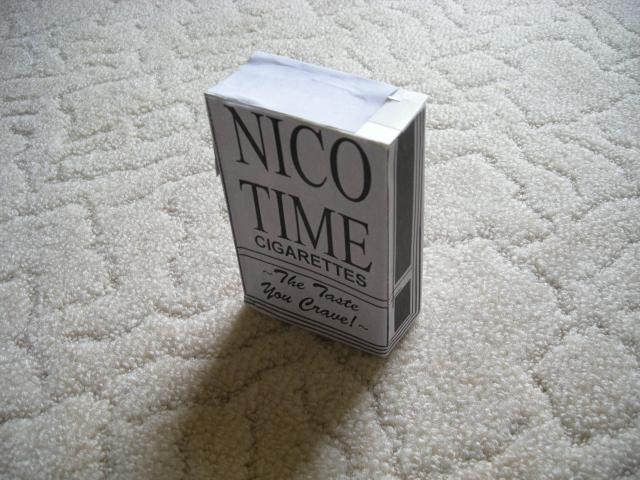 NICO
TIME
CIGARETTES
~The Taste
You Crave!~